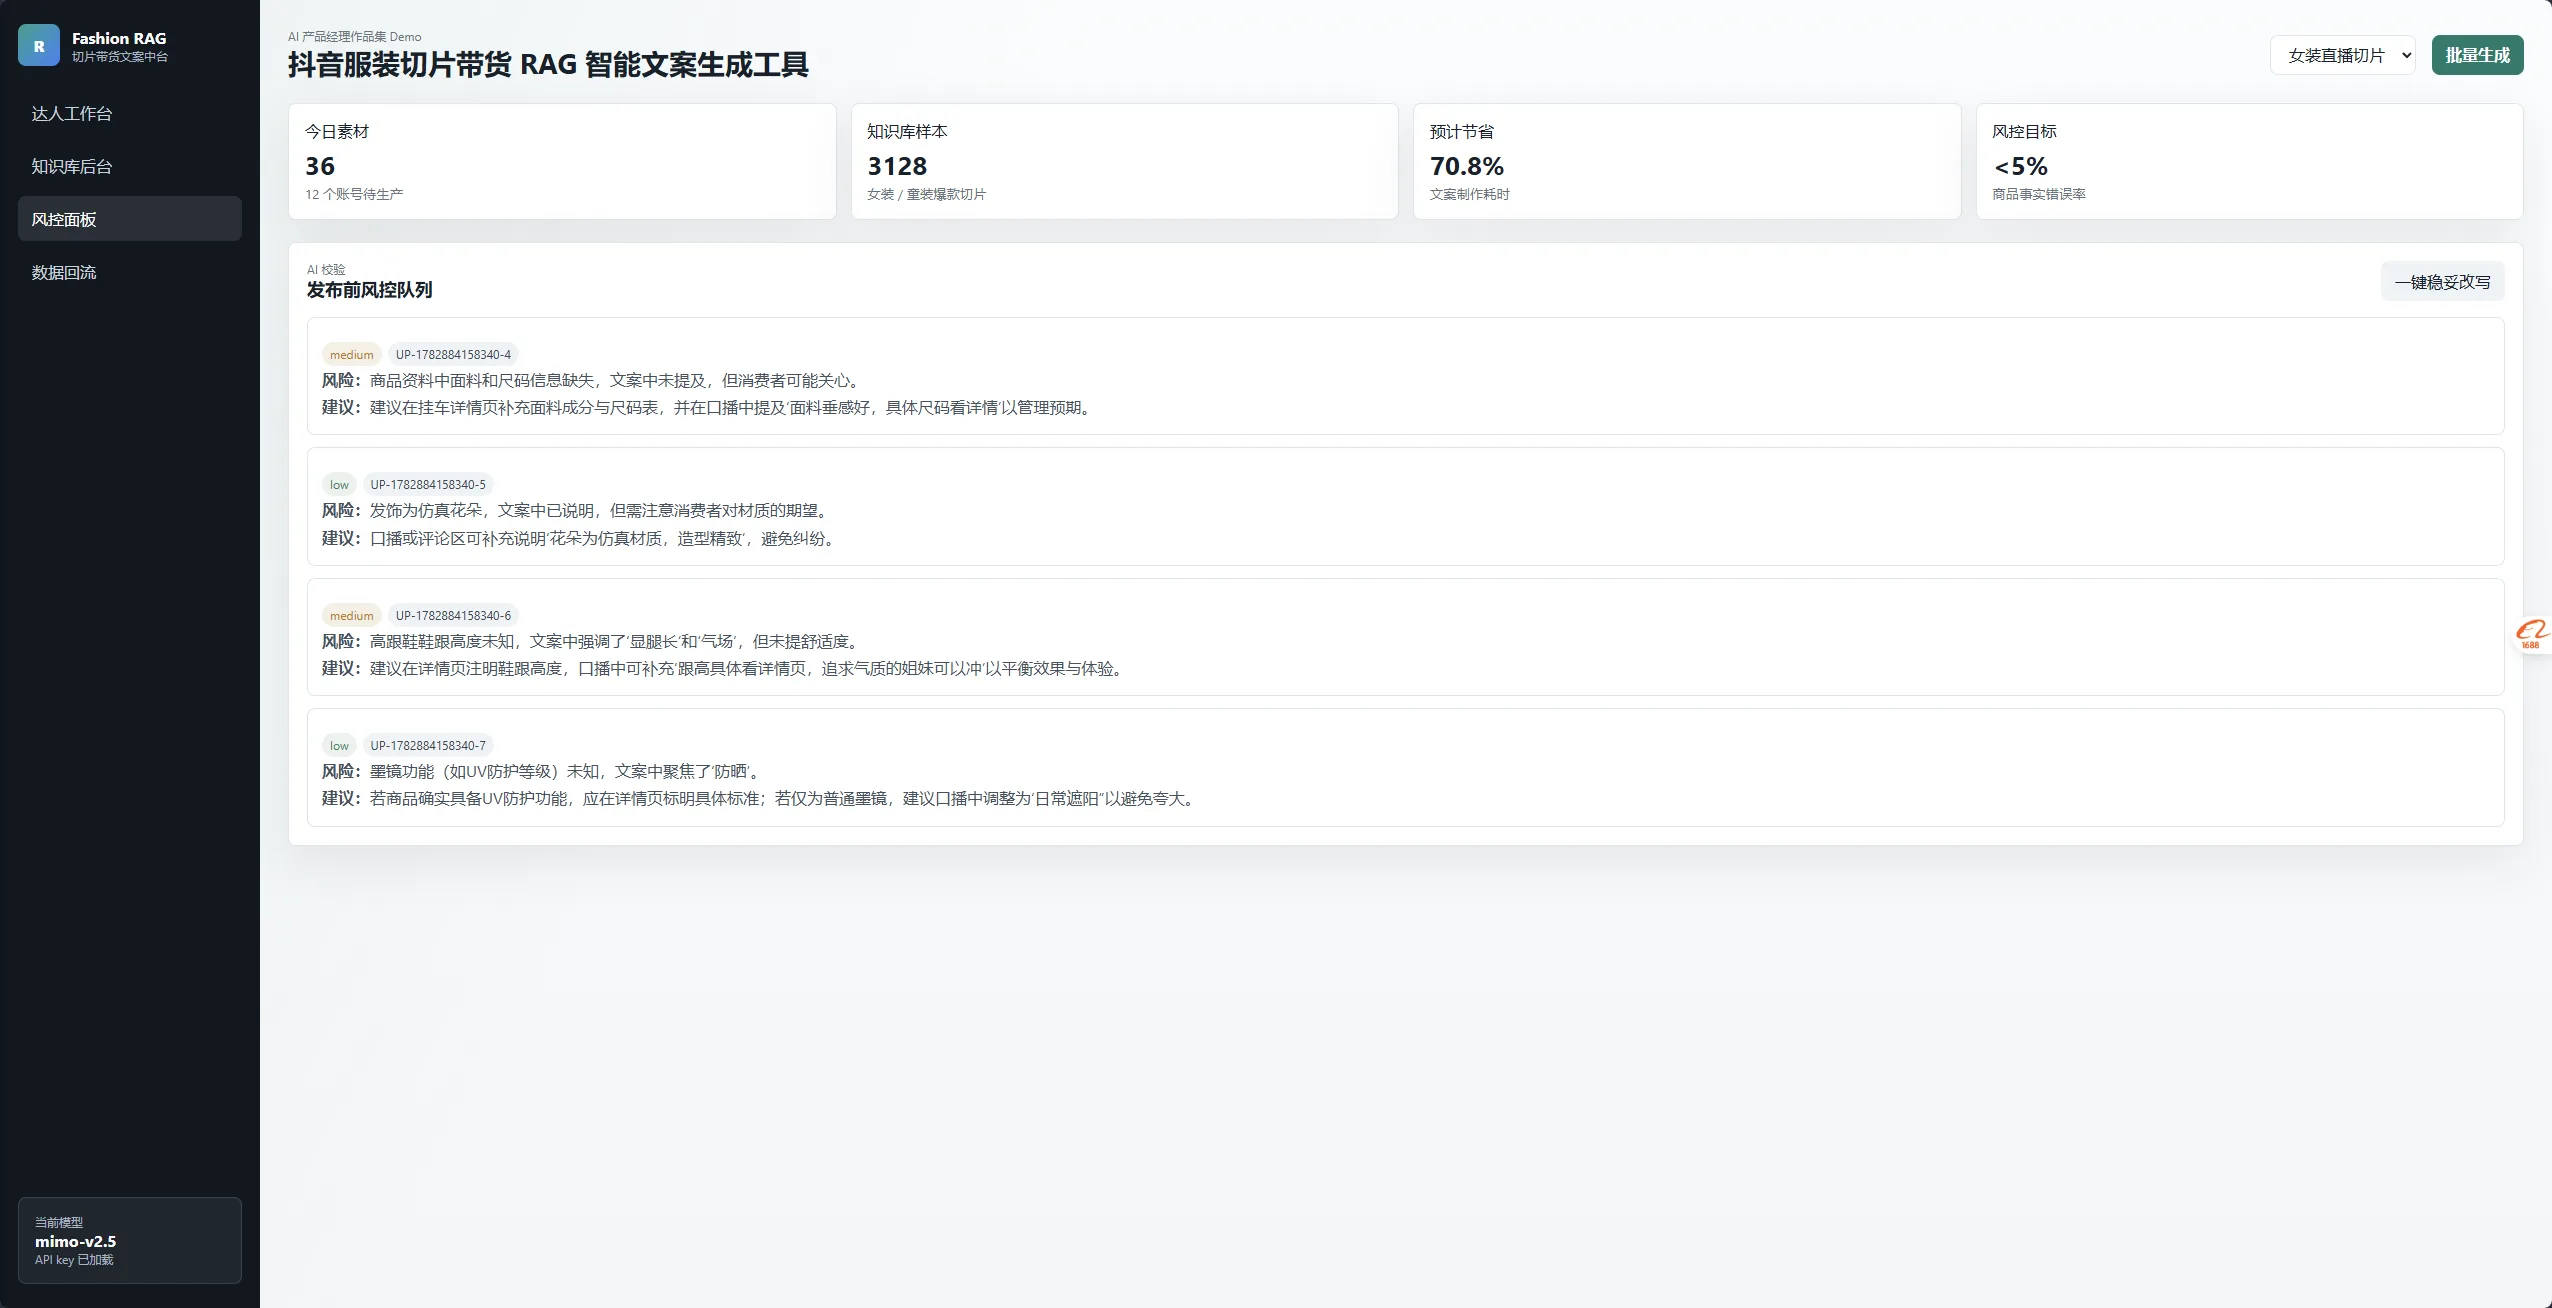 R
Fashion RAG
切片带货文案中台
达人工作台
知识库后台
风控面板
数据回流
当前模型
mimo-v2.5
API key 已加载
AI 产品经理作品集 Demo
抖音服装切片带货 RAG 智能文案生成工具
女装直播切片
批量生成
今日素材
36
12 个账号待生产
知识库样本
3128
女装 / 童装爆款切片
预计节省
70.8%
文案制作耗时
风控目标
<5%
商品事实错误率
AI 校验
发布前风控队列
一键稳妥改写
medium UP-1782884158340-4
风险：商品资料中面料和尺码信息缺失，文案中未提及，但消费者可能关心。
建议：建议在挂车详情页补充面料成分与尺码表，并在口播中提及'面料垂感好，具体尺码看详情'以管理预期。
low UP-1782884158340-5
风险：发饰为仿真花朵，文案中已说明，但需注意消费者对材质的期望。
建议：口播或评论区可补充说明'花朵为仿真材质，造型精致'，避免纠纷。
medium UP-1782884158340-6
风险：高跟鞋鞋跟高度未知，文案中强调了'显腿长'和'气场'，但未提舒适度。
建议：建议在详情页注明鞋跟高度，口播中可补充'跟高具体看详情页，追求气质的姐妹可以冲'以平衡效果与体验。
low UP-1782884158340-7
风险：墨镜功能（如UV防护等级）未知，文案中聚焦了'防晒'。
建议：若商品确实具备UV防护功能，应在详情页标明具体标准；若仅为普通墨镜，建议口播中调整为'日常遮阳''以避免夸大。
1688